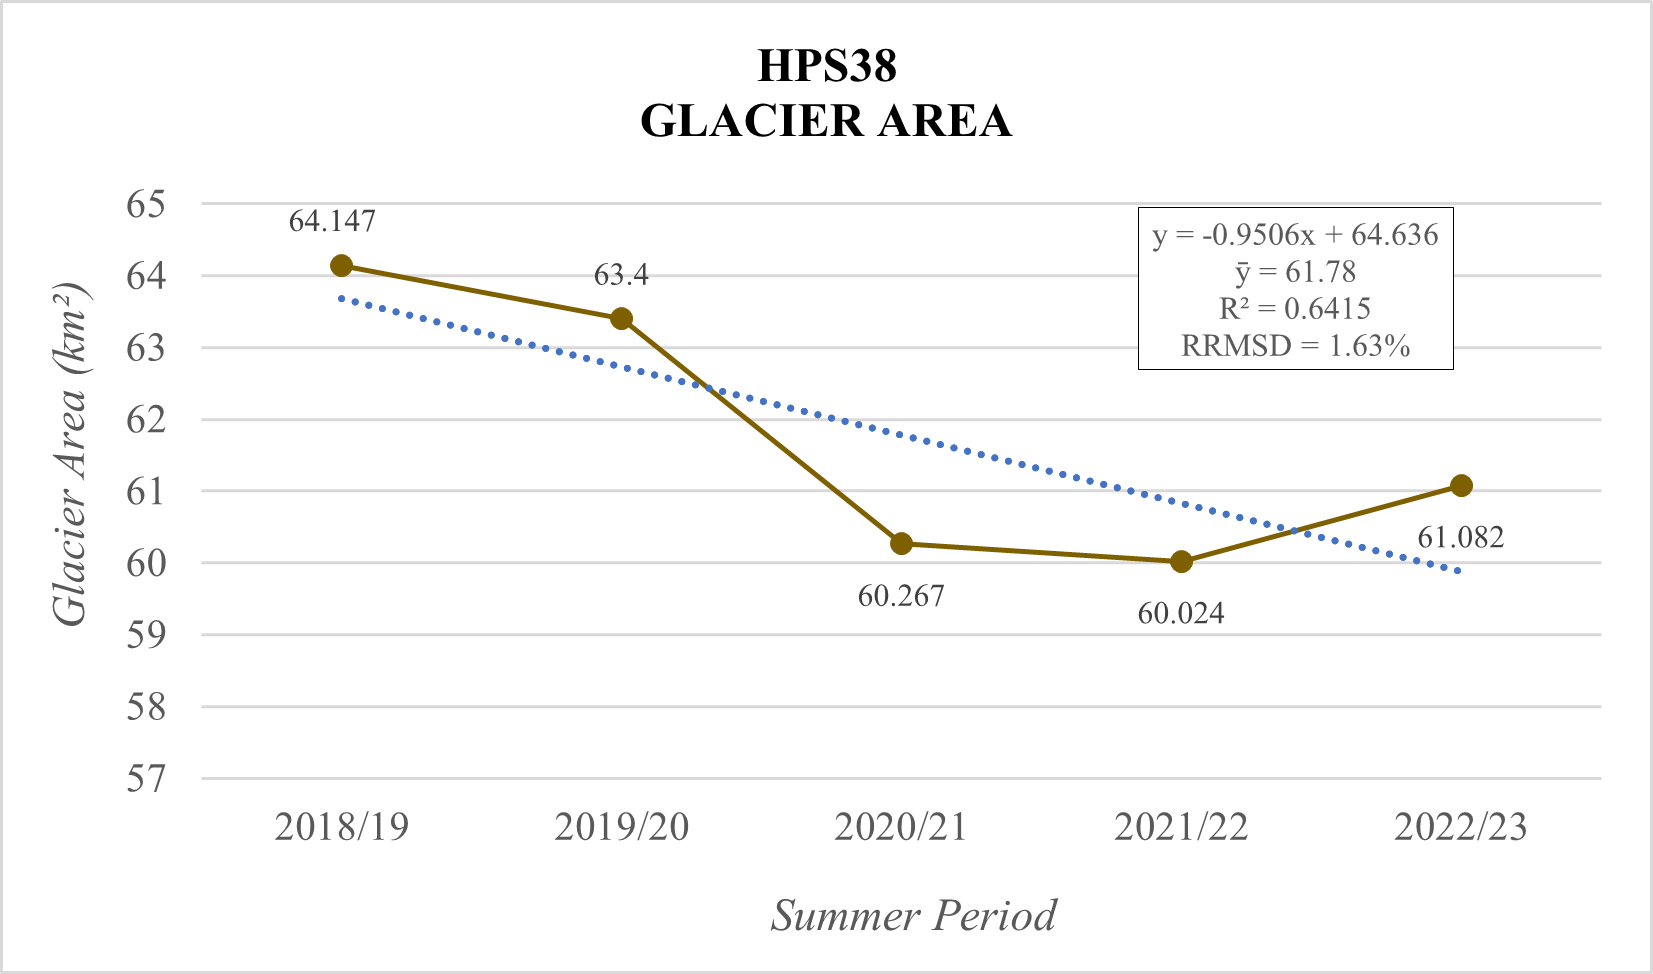 HPS38
GLACIER AREA
65
64
63
62
61
60
59
58
57
Glacier Area (km²)
64.147
63.4
60.267
60.024
61.082
y = -0.9506x + 64.636
ȳ = 61.78
R² = 0.6415
RRMSD = 1.63%
2018/19
2019/20
2020/21
2021/22
2022/23
Summer Period